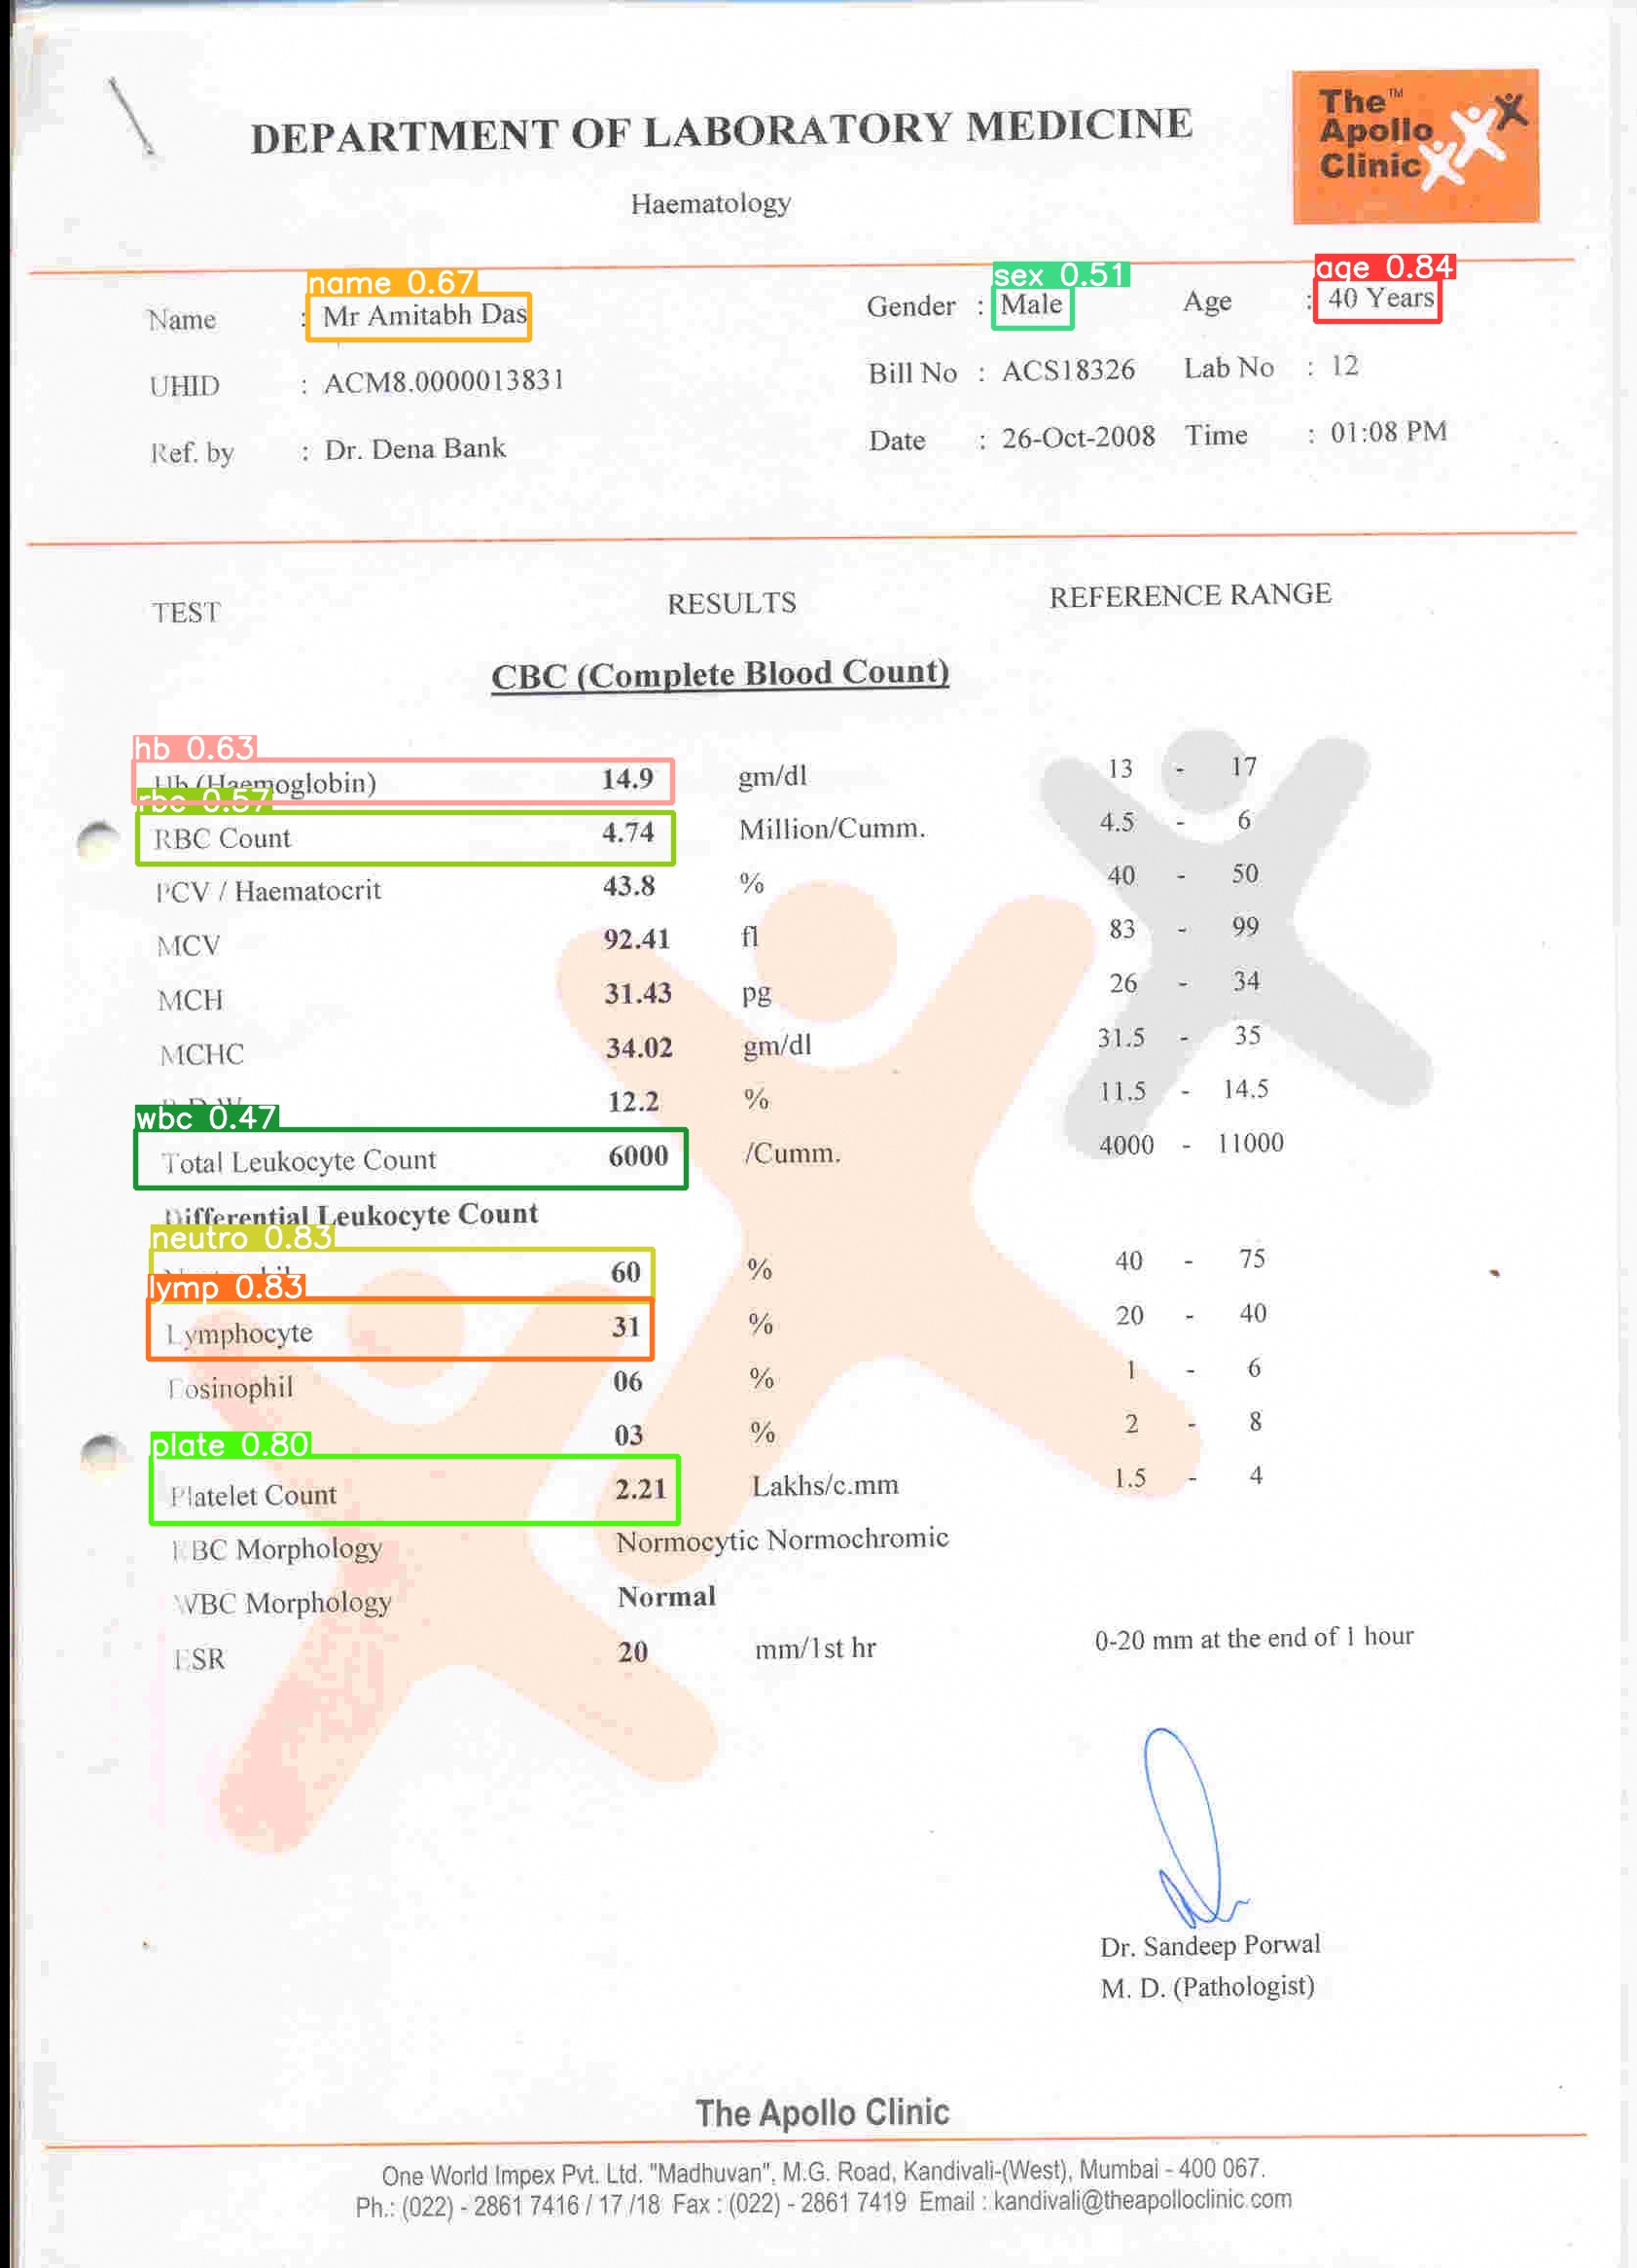 The™
Apollo
Clinic
DEPARTMENT OF LABORATORY MEDICINE
Haematology
name 0.67 sex 0.51 age 0.84
Name : Mr Amitabh Das Gender : Male Age : 40 Years
UHID : ACM8.0000013831 Bill No : ACS18326 Lab No : 12
Ref. by : Dr. Dena Bank Date : 26-Oct-2008 Time : 01:08 PM
TEST RESULTS REFERENCE RANGE
CBC (Complete Blood Count)
hb 0.63
Hb (Haemoglobin) 14.9 gm/dl 13 - 17
rbc 0.57
RBC Count 4.74 Million/Cumm. 4.5 - 6
PCV / Haematocrit 43.8 % 40 - 50
MCV 92.41 fl 83 - 99
MCH 31.43 pg 26 - 34
MCHC 34.02 gm/dl 31.5 - 35
12.2 % 11.5 - 14.5
wbc 0.47
Total Leukocyte Count 6000 /Cumm. 4000 - 11000
Differential Leukocyte Count
neutro 0.83
60 % 40 - 75
lymp 0.83
Lymphocyte 31 % 20 - 40
Eosinophil 06 % 1 - 6
03 % 2 - 8
plate 0.80
Platelet Count 2.21 Lakhs/c.mm 1.5 - 4
RBC Morphology Normocytic Normochromic
WBC Morphology Normal
ESR 20 mm/1st hr 0-20 mm at the end of 1 hour
Dr. Sandeep Porwal
M. D. (Pathologist)
The Apollo Clinic
One World Impex Pvt. Ltd. "Madhuvan", M.G. Road, Kandivali-(West), Mumbai - 400 067.
Ph.: (022) - 2861 7416 / 17 /18 Fax : (022) - 2861 7419 Email : kandivali@theapolloclinic.com